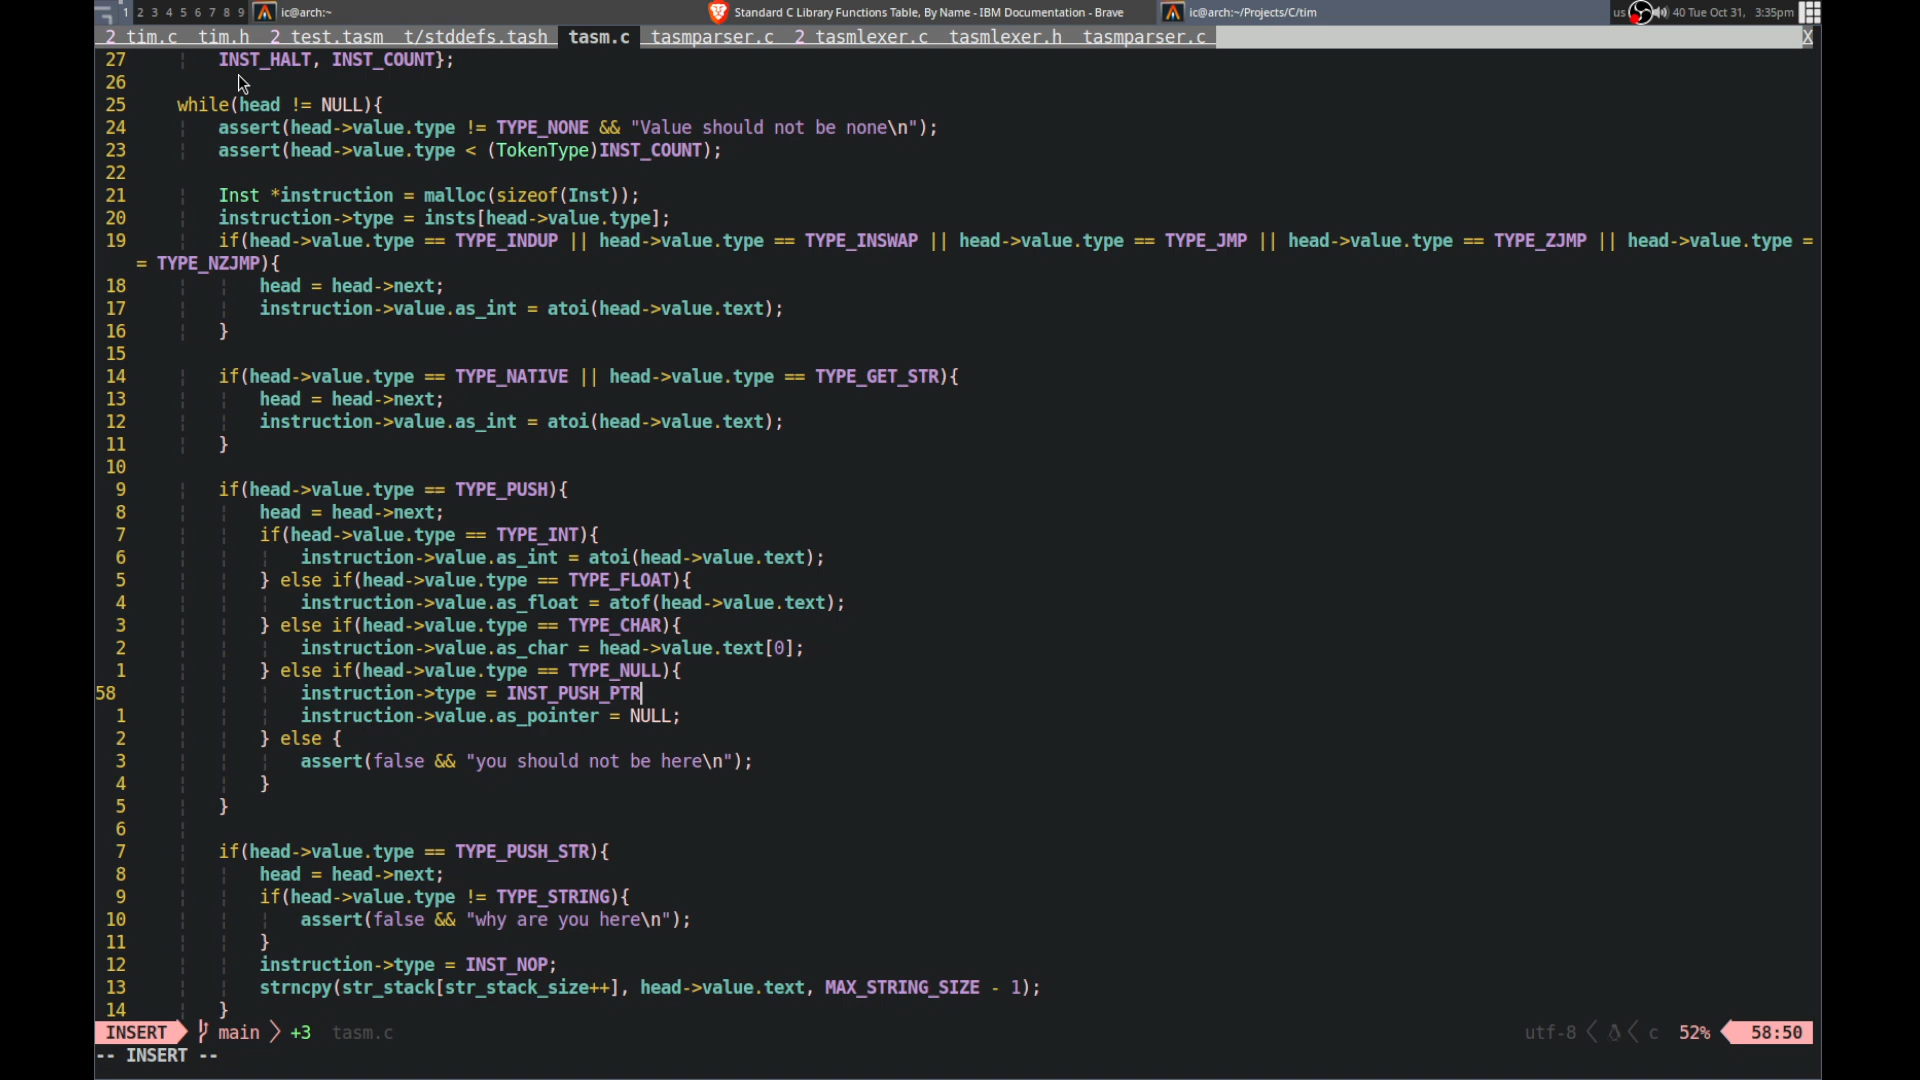 1 2 3 4 5 6 7 8 9 ic@arch:~ Standard C Library Functions Table, By Name - IBM Documentation - Brave ic@arch:~/Projects/C/tim us 40 Tue Oct 31, 3:35pm
2 tim.c tim.h 2 test.tasm t/stddefs.tash tasm.c tasmparser.c 2 tasmlexer.c tasmlexer.h tasmparser.c X
27 INST_HALT, INST_COUNT};
26
25 while(head != NULL){
24 assert(head->value.type != TYPE_NONE && "Value should not be none\n");
23 assert(head->value.type < (TokenType)INST_COUNT);
22
21 Inst *instruction = malloc(sizeof(Inst));
20 instruction->type = insts[head->value.type];
19 if(head->value.type == TYPE_INDUP || head->value.type == TYPE_INSWAP || head->value.type == TYPE_JMP || head->value.type == TYPE_ZJMP || head->value.type =
= TYPE_NZJMP){
18 head = head->next;
17 instruction->value.as_int = atoi(head->value.text);
16 }
15
14 if(head->value.type == TYPE_NATIVE || head->value.type == TYPE_GET_STR){
13 head = head->next;
12 instruction->value.as_int = atoi(head->value.text);
11 }
10
9 if(head->value.type == TYPE_PUSH){
8 head = head->next;
7 if(head->value.type == TYPE_INT){
6 instruction->value.as_int = atoi(head->value.text);
5 } else if(head->value.type == TYPE_FLOAT){
4 instruction->value.as_float = atof(head->value.text);
3 } else if(head->value.type == TYPE_CHAR){
2 instruction->value.as_char = head->value.text[0];
1 } else if(head->value.type == TYPE_NULL){
58 instruction->type = INST_PUSH_PTR
1 instruction->value.as_pointer = NULL;
2 } else {
3 assert(false && "you should not be here\n");
4 }
5 }
6
7 if(head->value.type == TYPE_PUSH_STR){
8 head = head->next;
9 if(head->value.type != TYPE_STRING){
10 assert(false && "why are you here\n");
11 }
12 instruction->type = INST_NOP;
13 strncpy(str_stack[str_stack_size++], head->value.text, MAX_STRING_SIZE - 1);
14 }
INSERT main +3 tasm.c utf-8 c 52% 58:50
-- INSERT --